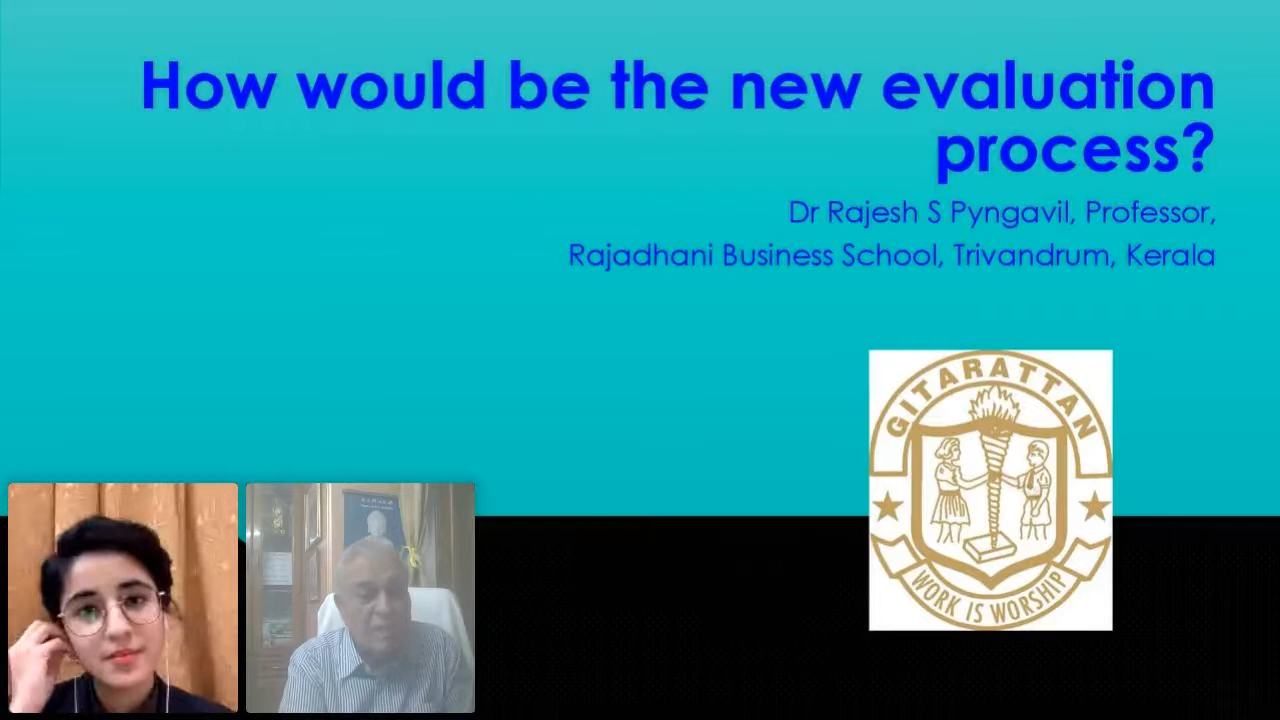 How would be the new evaluation
process?
Dr Rajesh S Pyngavil, Professor,
Rajadhani Business School, Trivandrum, Kerala
GITARATTAN
WORK IS WORSHIP